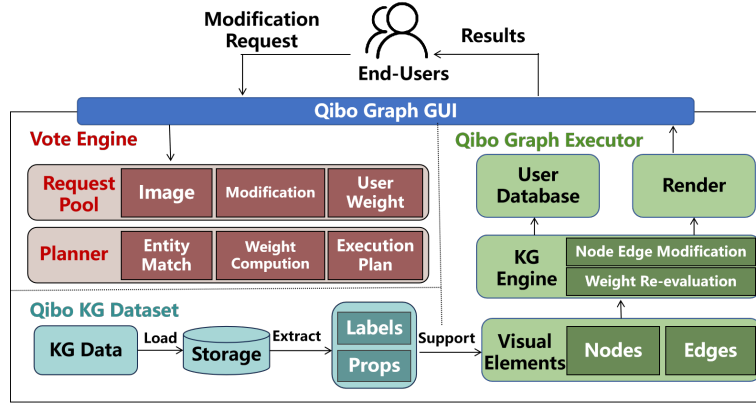 Modification
Request
Results
End-Users
Qibo Graph GUI
Vote Engine
Request
Pool
Image
Modification
User
Weight
Planner
Entity
Match
Weight
Compution
Execution
Plan
Qibo Graph Executor
User
Database
Render
KG
Engine
Node Edge Modification
Weight Re-evaluation
Qibo KG Dataset
KG Data
Load
Storage
Extract
Labels
Props
Support
Visual
Elements
Nodes
Edges